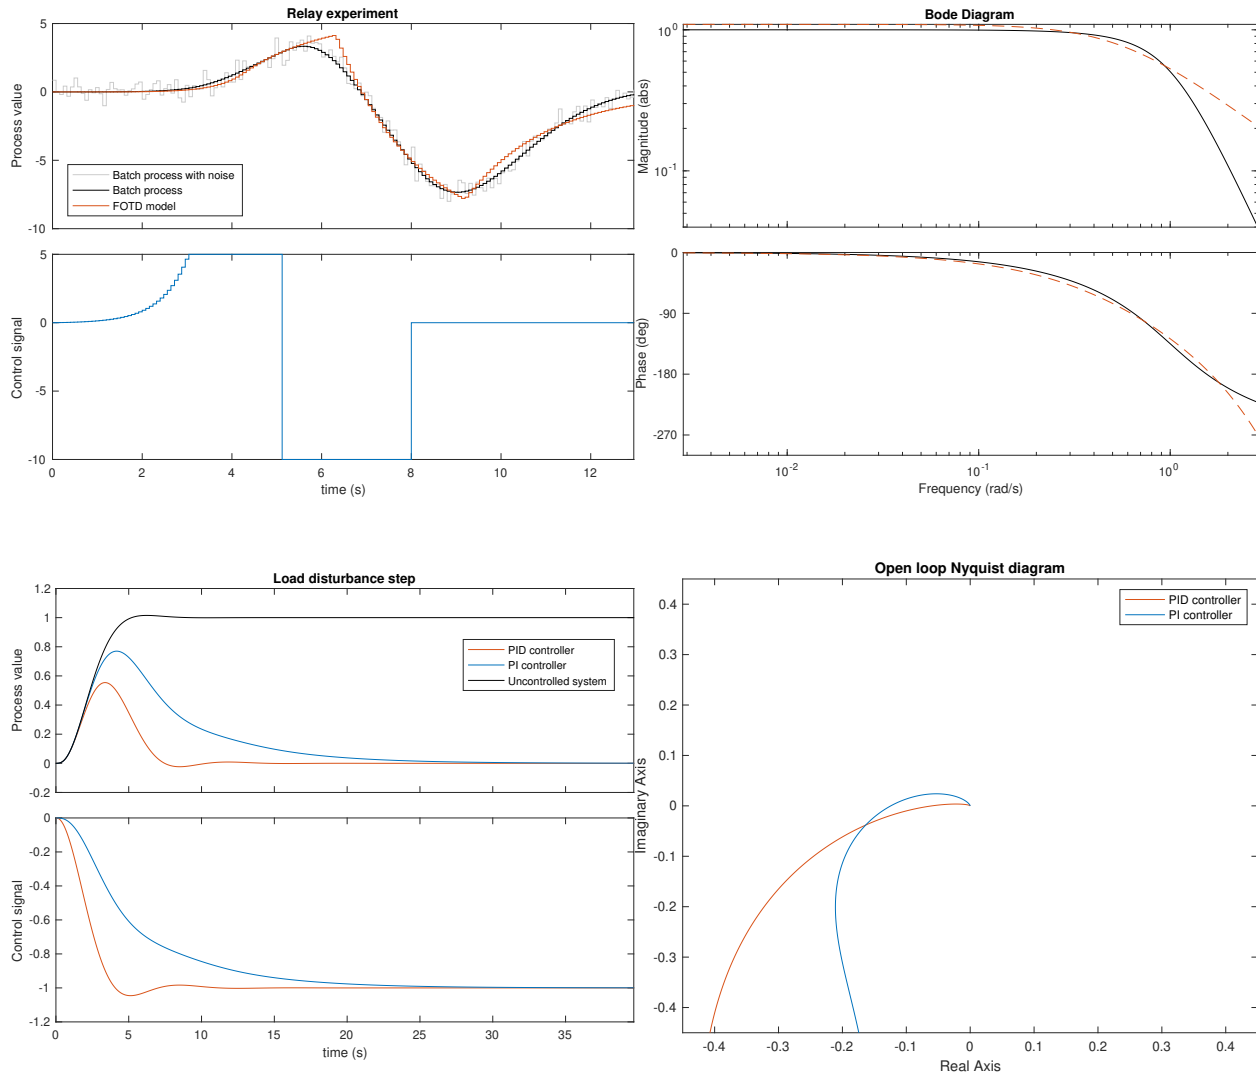 Relay experiment
Process value
5
0
-5
-10
Batch process with noise
Batch process
FOTD model
Control signal
5
0
-5
-10
0 2 4 6 8 10 12
time (s)
Bode Diagram
Magnitude (abs)
10^0
10^-1
Phase (deg)
0
-90
-180
-270
10^-2 10^-1 10^0
Frequency (rad/s)
Load disturbance step
Process value
1.2
1
0.8
0.6
0.4
0.2
0
-0.2
PID controller
PI controller
Uncontrolled system
Control signal
0
-0.2
-0.4
-0.6
-0.8
-1
-1.2
0 5 10 15 20 25 30 35
time (s)
Open loop Nyquist diagram
Imaginary Axis
0.4
0.3
0.2
0.1
0
-0.1
-0.2
-0.3
-0.4
PID controller
PI controller
-0.4 -0.3 -0.2 -0.1 0 0.1 0.2 0.3 0.4
Real Axis